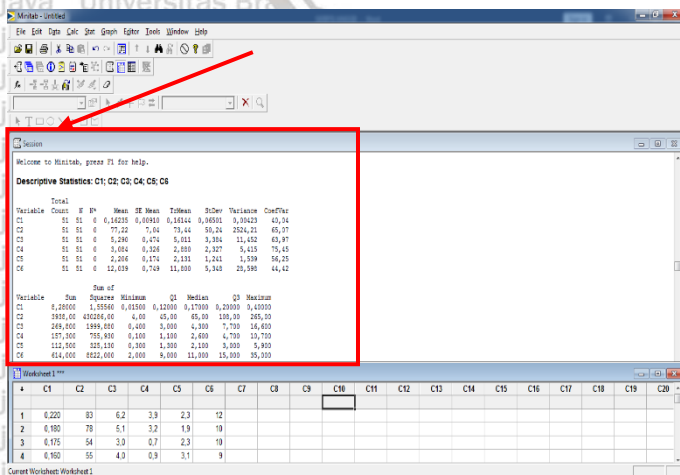 Java Universitas Br
Minitab - Untitled
File Edit Data Calc Stat Graph Editor Tools Window Help
Session
Welcome to Minitab, press F1 for help.
Descriptive Statistics: C1; C2; C3; C4; C5; C6
Total
Variable Count N N* Mean SE Mean TrMean StDev Variance CoefVar
C1 51 51 0 0,16235 0,00910 0,16144 0,06501 0,00423 40,04
C2 51 51 0 77,22 7,04 73,44 50,24 2524,21 65,07
C3 51 51 0 5,290 0,474 5,011 3,384 11,452 63,97
C4 51 51 0 3,084 0,326 2,880 2,327 5,415 75,45
C5 51 51 0 2,206 0,174 2,131 1,241 1,539 56,25
C6 51 51 0 12,039 0,749 11,800 5,348 28,598 44,42
Sum of
Variable Sum Squares Minimum Q1 Median Q3 Maximum
C1 8,28000 1,55560 0,01500 0,12000 0,17000 0,20000 0,40000
C2 3938,00 430286,00 4,00 45,00 65,00 108,00 265,00
C3 269,800 1999,880 0,400 3,000 4,300 7,700 16,600
C4 157,300 755,930 0,100 1,100 2,600 4,700 10,700
C5 112,500 325,130 0,300 1,300 2,100 3,000 5,900
C6 614,000 8822,000 2,000 9,000 11,000 15,000 35,000
Worksheet 1 ***
C1 C2 C3 C4 C5 C6 C7 C8 C9 C10 C11 C12 C13 C14 C15 C16 C17 C18 C19 C20
1 0,220 83 6,2 3,9 2,3 12
2 0,180 78 5,1 3,2 1,9 10
3 0,175 54 3,0 0,7 2,3 10
4 0,160 55 4,0 0,9 3,1 9
Current Worksheet: Worksheet 1